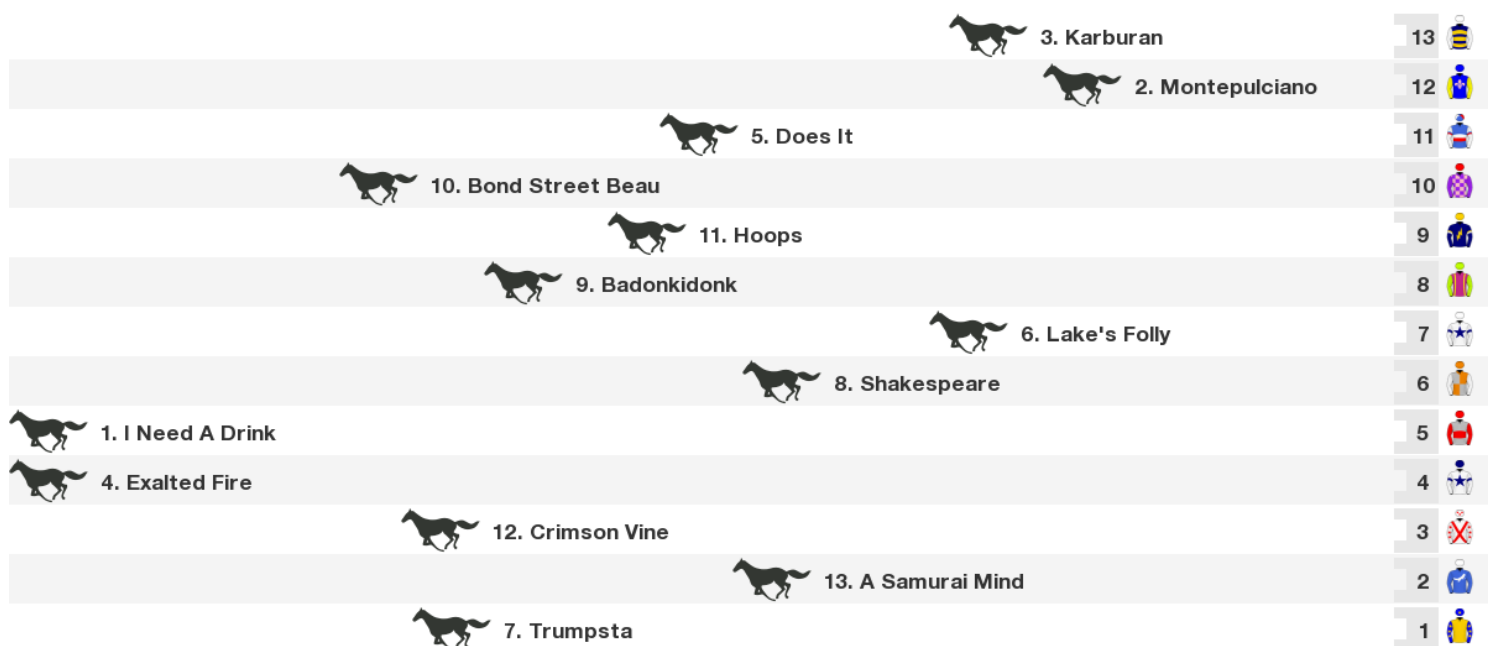 3. Karburan 13
2. Montepulciano 12
5. Does It 11
10. Bond Street Beau 10
11. Hoops 9
9. Badonkidonk 8
6. Lake's Folly 7
8. Shakespeare 6
1. I Need A Drink 5
4. Exalted Fire 4
12. Crimson Vine 3
13. A Samurai Mind 2
7. Trumpsta 1